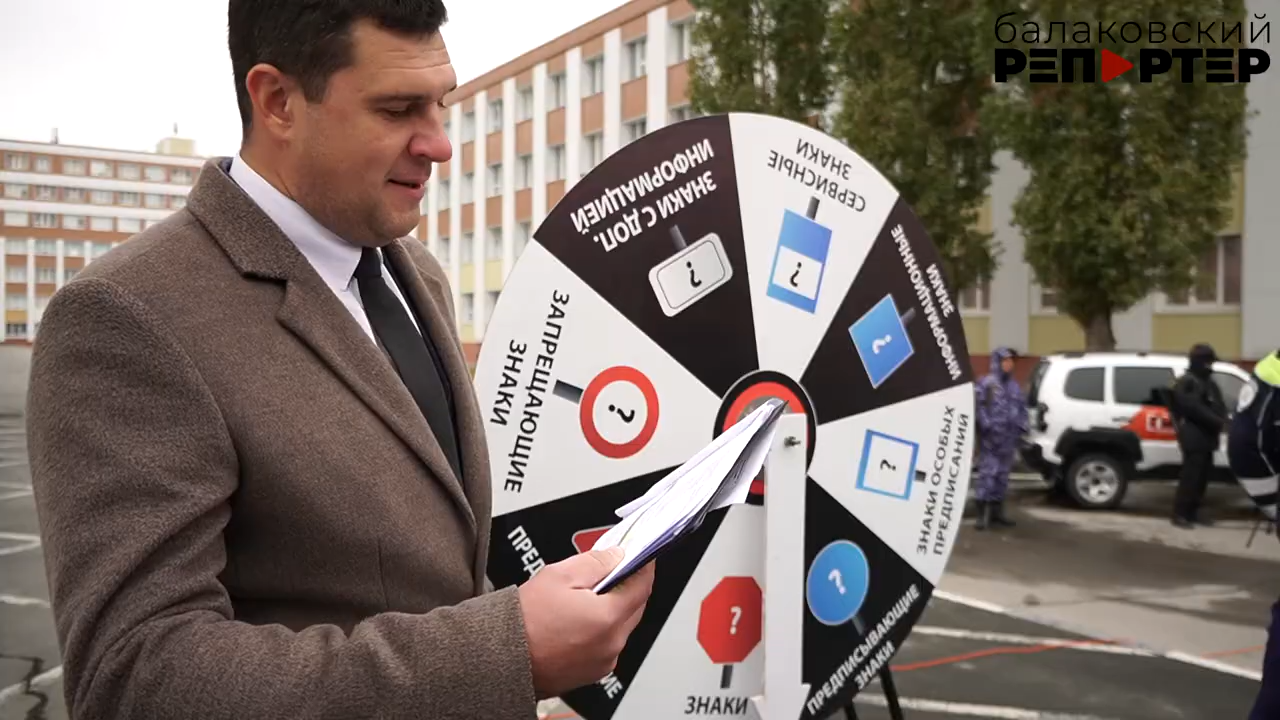 балаковский
РЕПОРТЕР
ЗНАКИ С ДОП.
ИНФОРМАЦИЕЙ
СЕРВИСНЫЕ
ЗНАКИ
ИНФОРМАЦИОННЫЕ
ЗНАКИ
ЗАПРЕЩАЮЩИЕ
ЗНАКИ
ЗНАКИ ОСОБЫХ
ПРЕДПИСАНИЙ
ПРЕДПИСЫВАЮЩИЕ
ЗНАКИ
ЗНАКИ
?
?
?
?
?
?
?